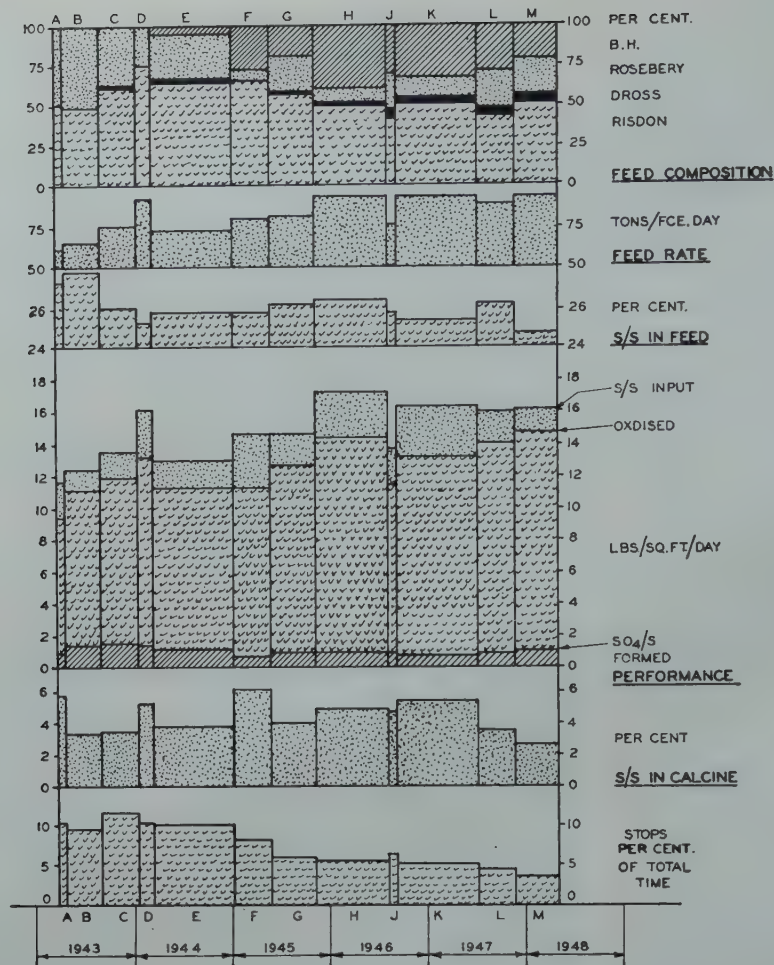 A B C D E F G H J K L M
100 75 50 25 0
100 75 50 25 0
PER CENT.
B.H.
ROSEBERY
DROSS
RISDON
FEED COMPOSITION
75 50
75 50
TONS/FCE. DAY
FEED RATE
26 24
26 24
PER CENT.
S/S IN FEED
18 16 14 12 10 8 6 4 2 0
18 16 14 12 10 8 6 4 2 0
S/S INPUT
OXDISED
LBS/SQ.FT/DAY
SO4/S
FORMED
PERFORMANCE
6 4 2 0
6 4 2 0
PER CENT
S/S IN CALCINE
10 5 0
10 5 0
STOPS
PER CENT.
OF TOTAL
TIME
A B C D E F G H J K L M
1943 1944 1945 1946 1947 1948